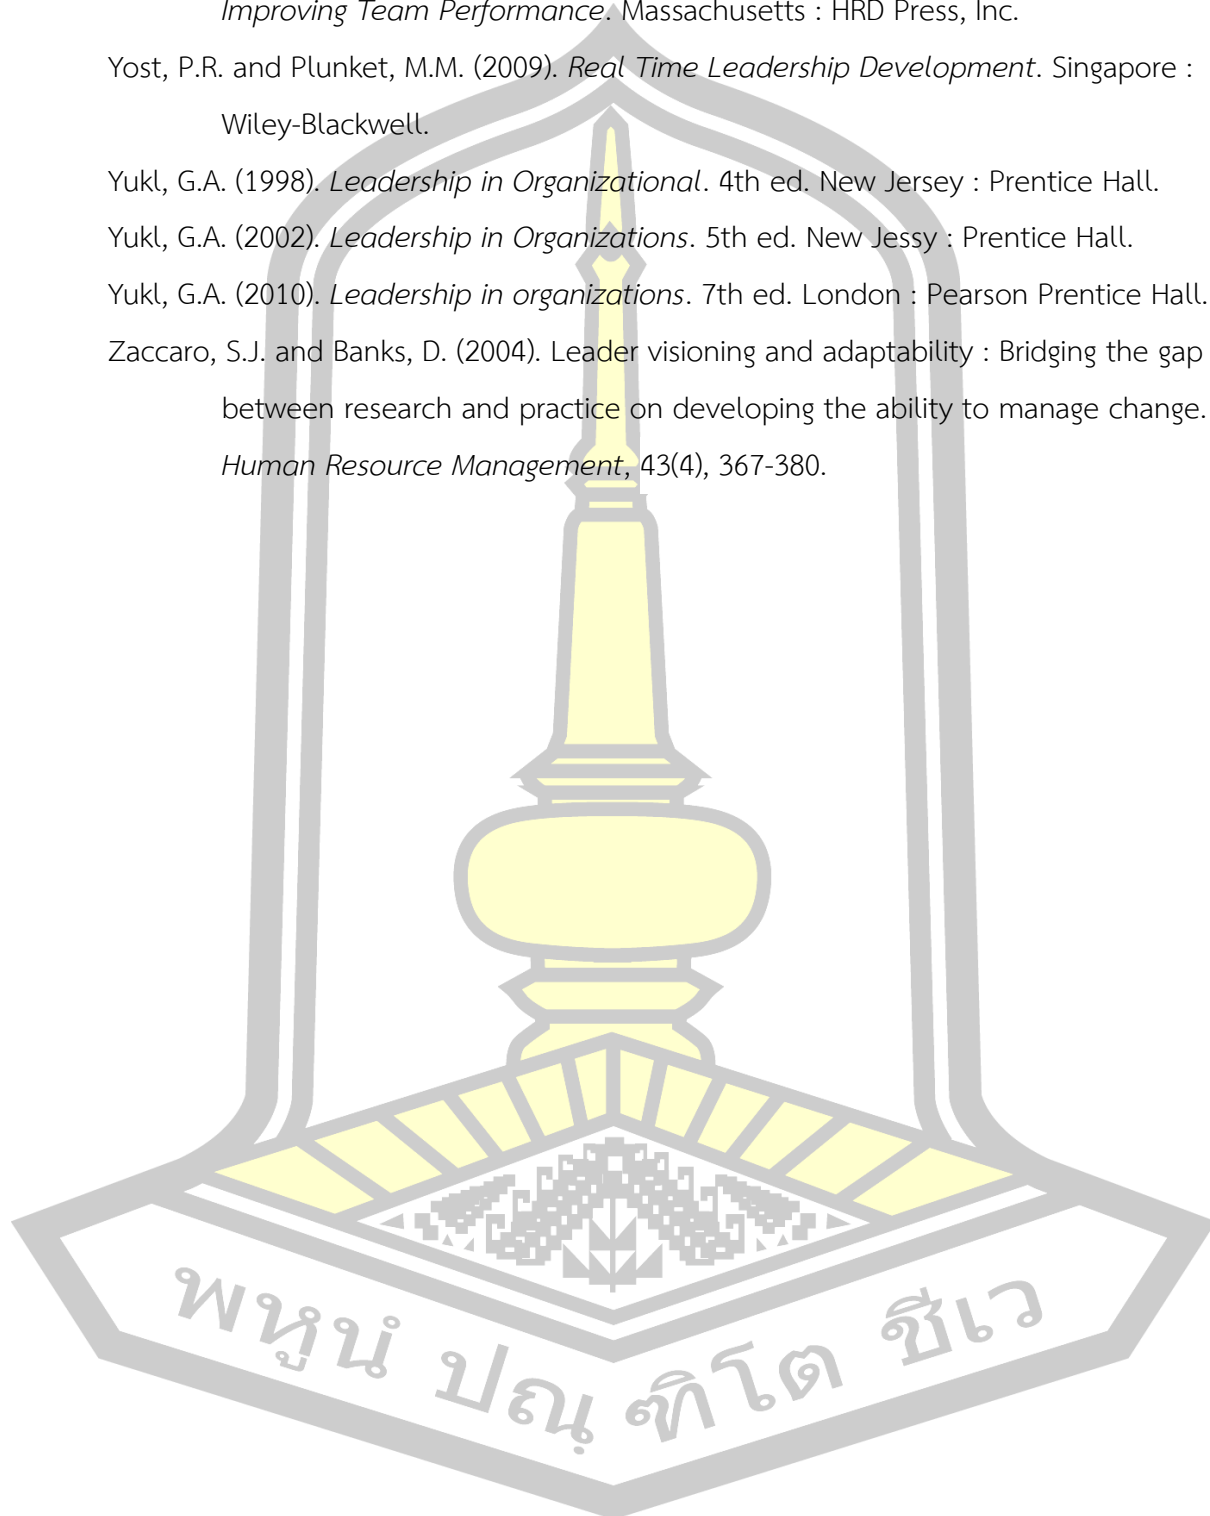 Improving Team Performance. Massachusetts : HRD Press, Inc.
Yost, P.R. and Plunket, M.M. (2009). Real Time Leadership Development. Singapore :
Wiley-Blackwell.
Yukl, G.A. (1998). Leadership in Organizational. 4th ed. New Jersey : Prentice Hall.
Yukl, G.A. (2002). Leadership in Organizations. 5th ed. New Jessy : Prentice Hall.
Yukl, G.A. (2010). Leadership in organizations. 7th ed. London : Pearson Prentice Hall.
Zaccaro, S.J. and Banks, D. (2004). Leader visioning and adaptability : Bridging the gap
between research and practice on developing the ability to manage change.
Human Resource Management, 43(4), 367-380.
พหูนํ ปณฺฑิโต ชีเว